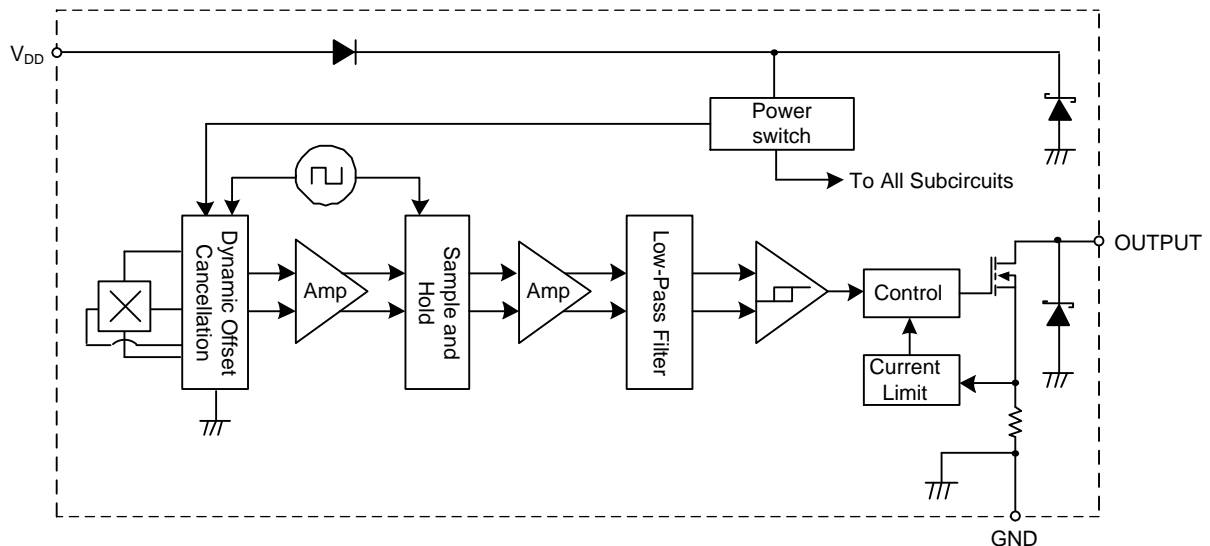 V_DD
Power
switch
To All Subcircuits
Dynamic Offset
Cancellation
Amp
Sample and
Hold
Amp
Low-Pass Filter
Control
Current
Limit
OUTPUT
GND